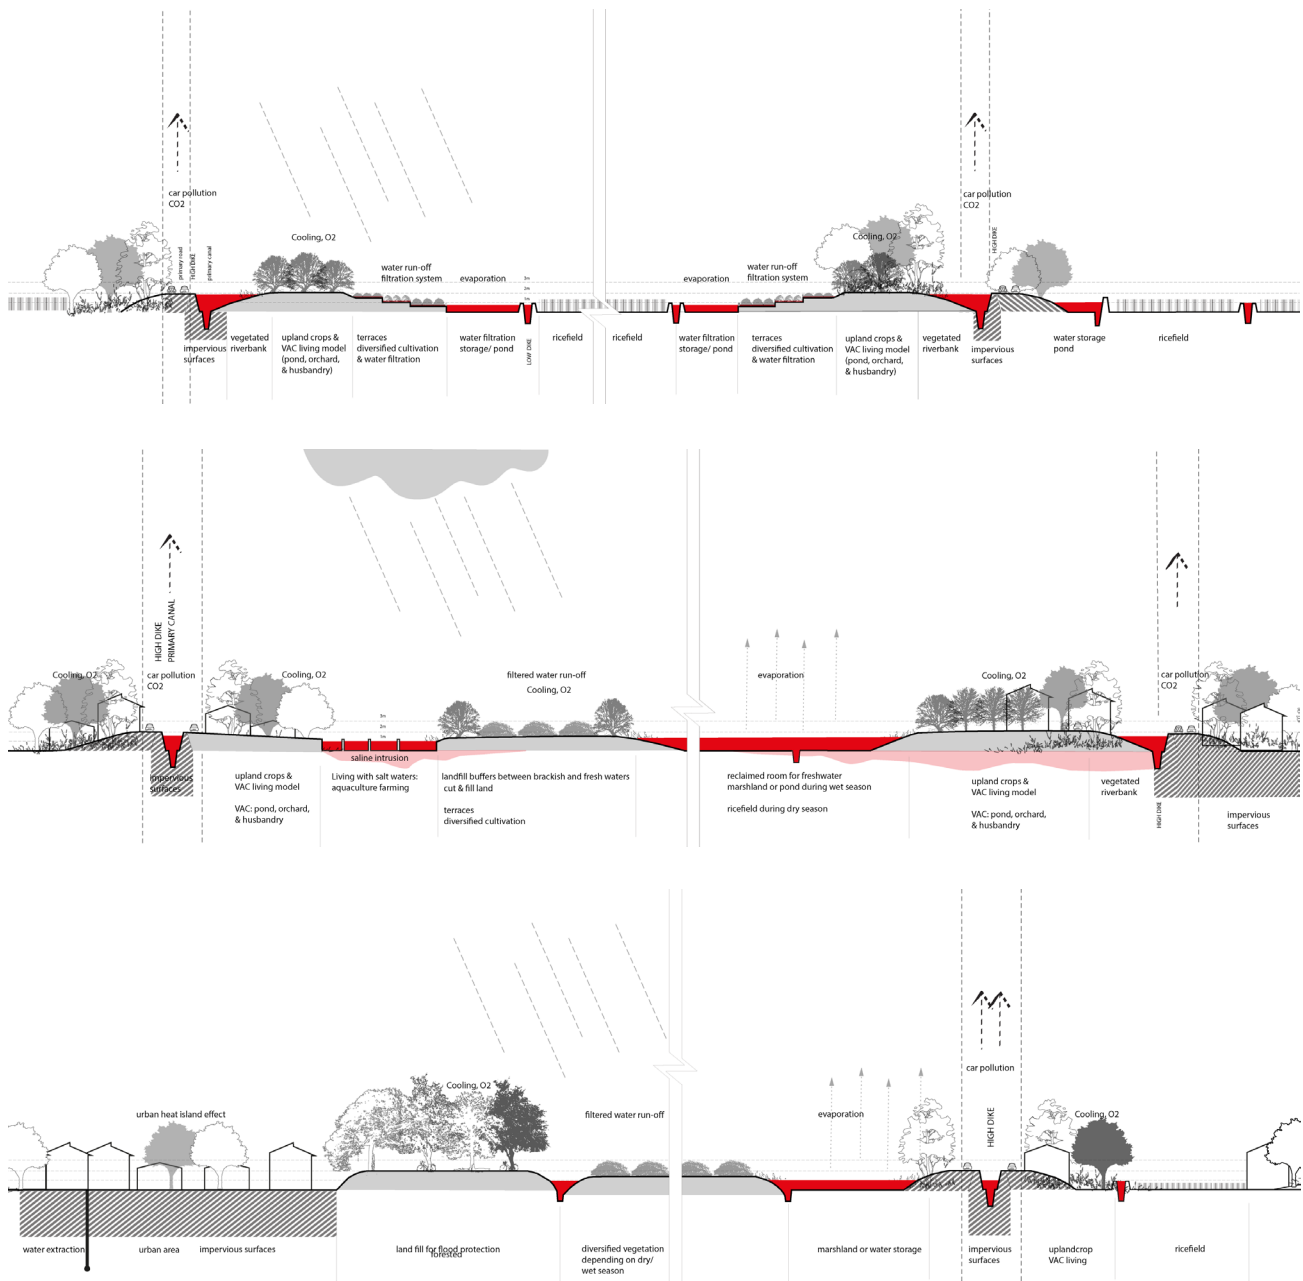 car pollution
CO2
primary road
HIGH DIKE
primary canal
Cooling, O2
water run-off
filtration system
evaporation
3m
2m
1m
impervious
surfaces
vegetated
riverbank
upland crops &
VAC living model
(pond, orchard,
& husbandry)
terraces
diversified cultivation
& water filtration
water filtration
storage/ pond
LOW DIKE
ricefield
ricefield
evaporation
water run-off
filtration system
Cooling, O2
car pollution
CO2
HIGH DIKE
water filtration
storage/ pond
terraces
diversified cultivation
& water filtration
upland crops &
VAC living model
(pond, orchard,
& husbandry)
vegetated
riverbank
impervious
surfaces
water storage
pond
ricefield
HIGH DIKE
PRIMARY CANAL
Cooling, O2
car pollution
CO2
Cooling, O2
3m
2m
1m
filtered water run-off
Cooling, O2
evaporation
Cooling, O2
car pollution
CO2
saline intrusion
impervious
surfaces
upland crops &
VAC living model
VAC: pond, orchard,
& husbandry
Living with salt waters:
aquaculture farming
landfill buffers between brackish and fresh waters
cut & fill land
terraces
diversified cultivation
reclaimed room for freshwater
marshland or pond during wet season
ricefield during dry season
upland crops &
VAC living model
VAC: pond, orchard,
& husbandry
vegetated
riverbank
HIGH DIKE
impervious
surfaces
urban heat island effect
Cooling, O2
filtered water run-off
evaporation
car pollution
HIGH DIKE
Cooling, O2
water extraction
urban area
impervious surfaces
land fill for flood protection
forested
diversified vegetation
depending on dry/
wet season
marshland or water storage
impervious
surfaces
uplandcrop
VAC living
ricefield